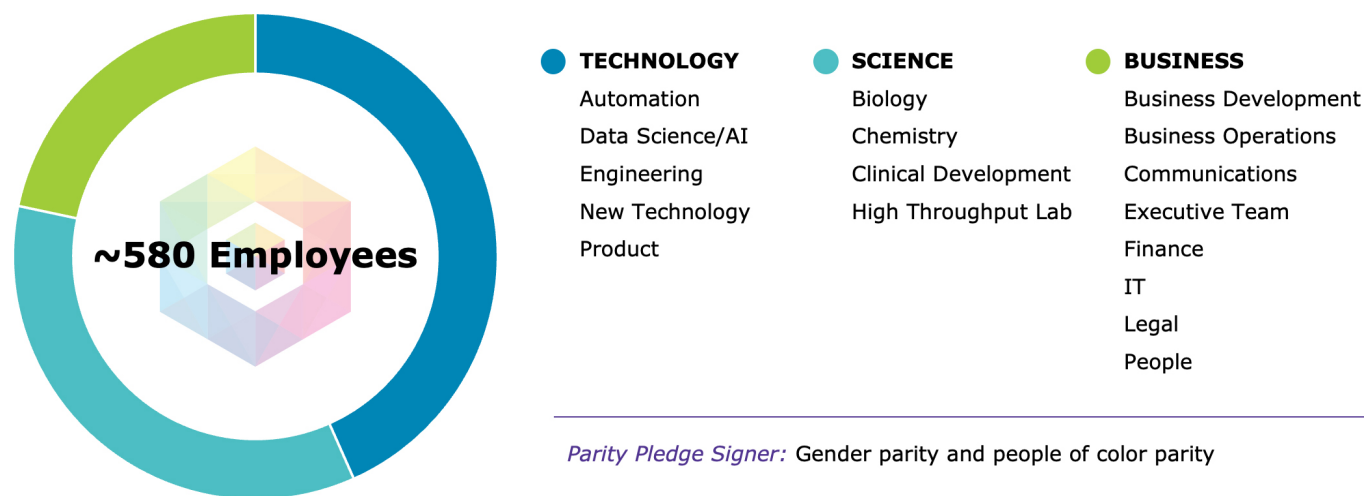 ~580 Employees
TECHNOLOGY
Automation
Data Science/AI
Engineering
New Technology
Product
SCIENCE
Biology
Chemistry
Clinical Development
High Throughput Lab
BUSINESS
Business Development
Business Operations
Communications
Executive Team
Finance
IT
Legal
People
Parity Pledge Signer: Gender parity and people of color parity